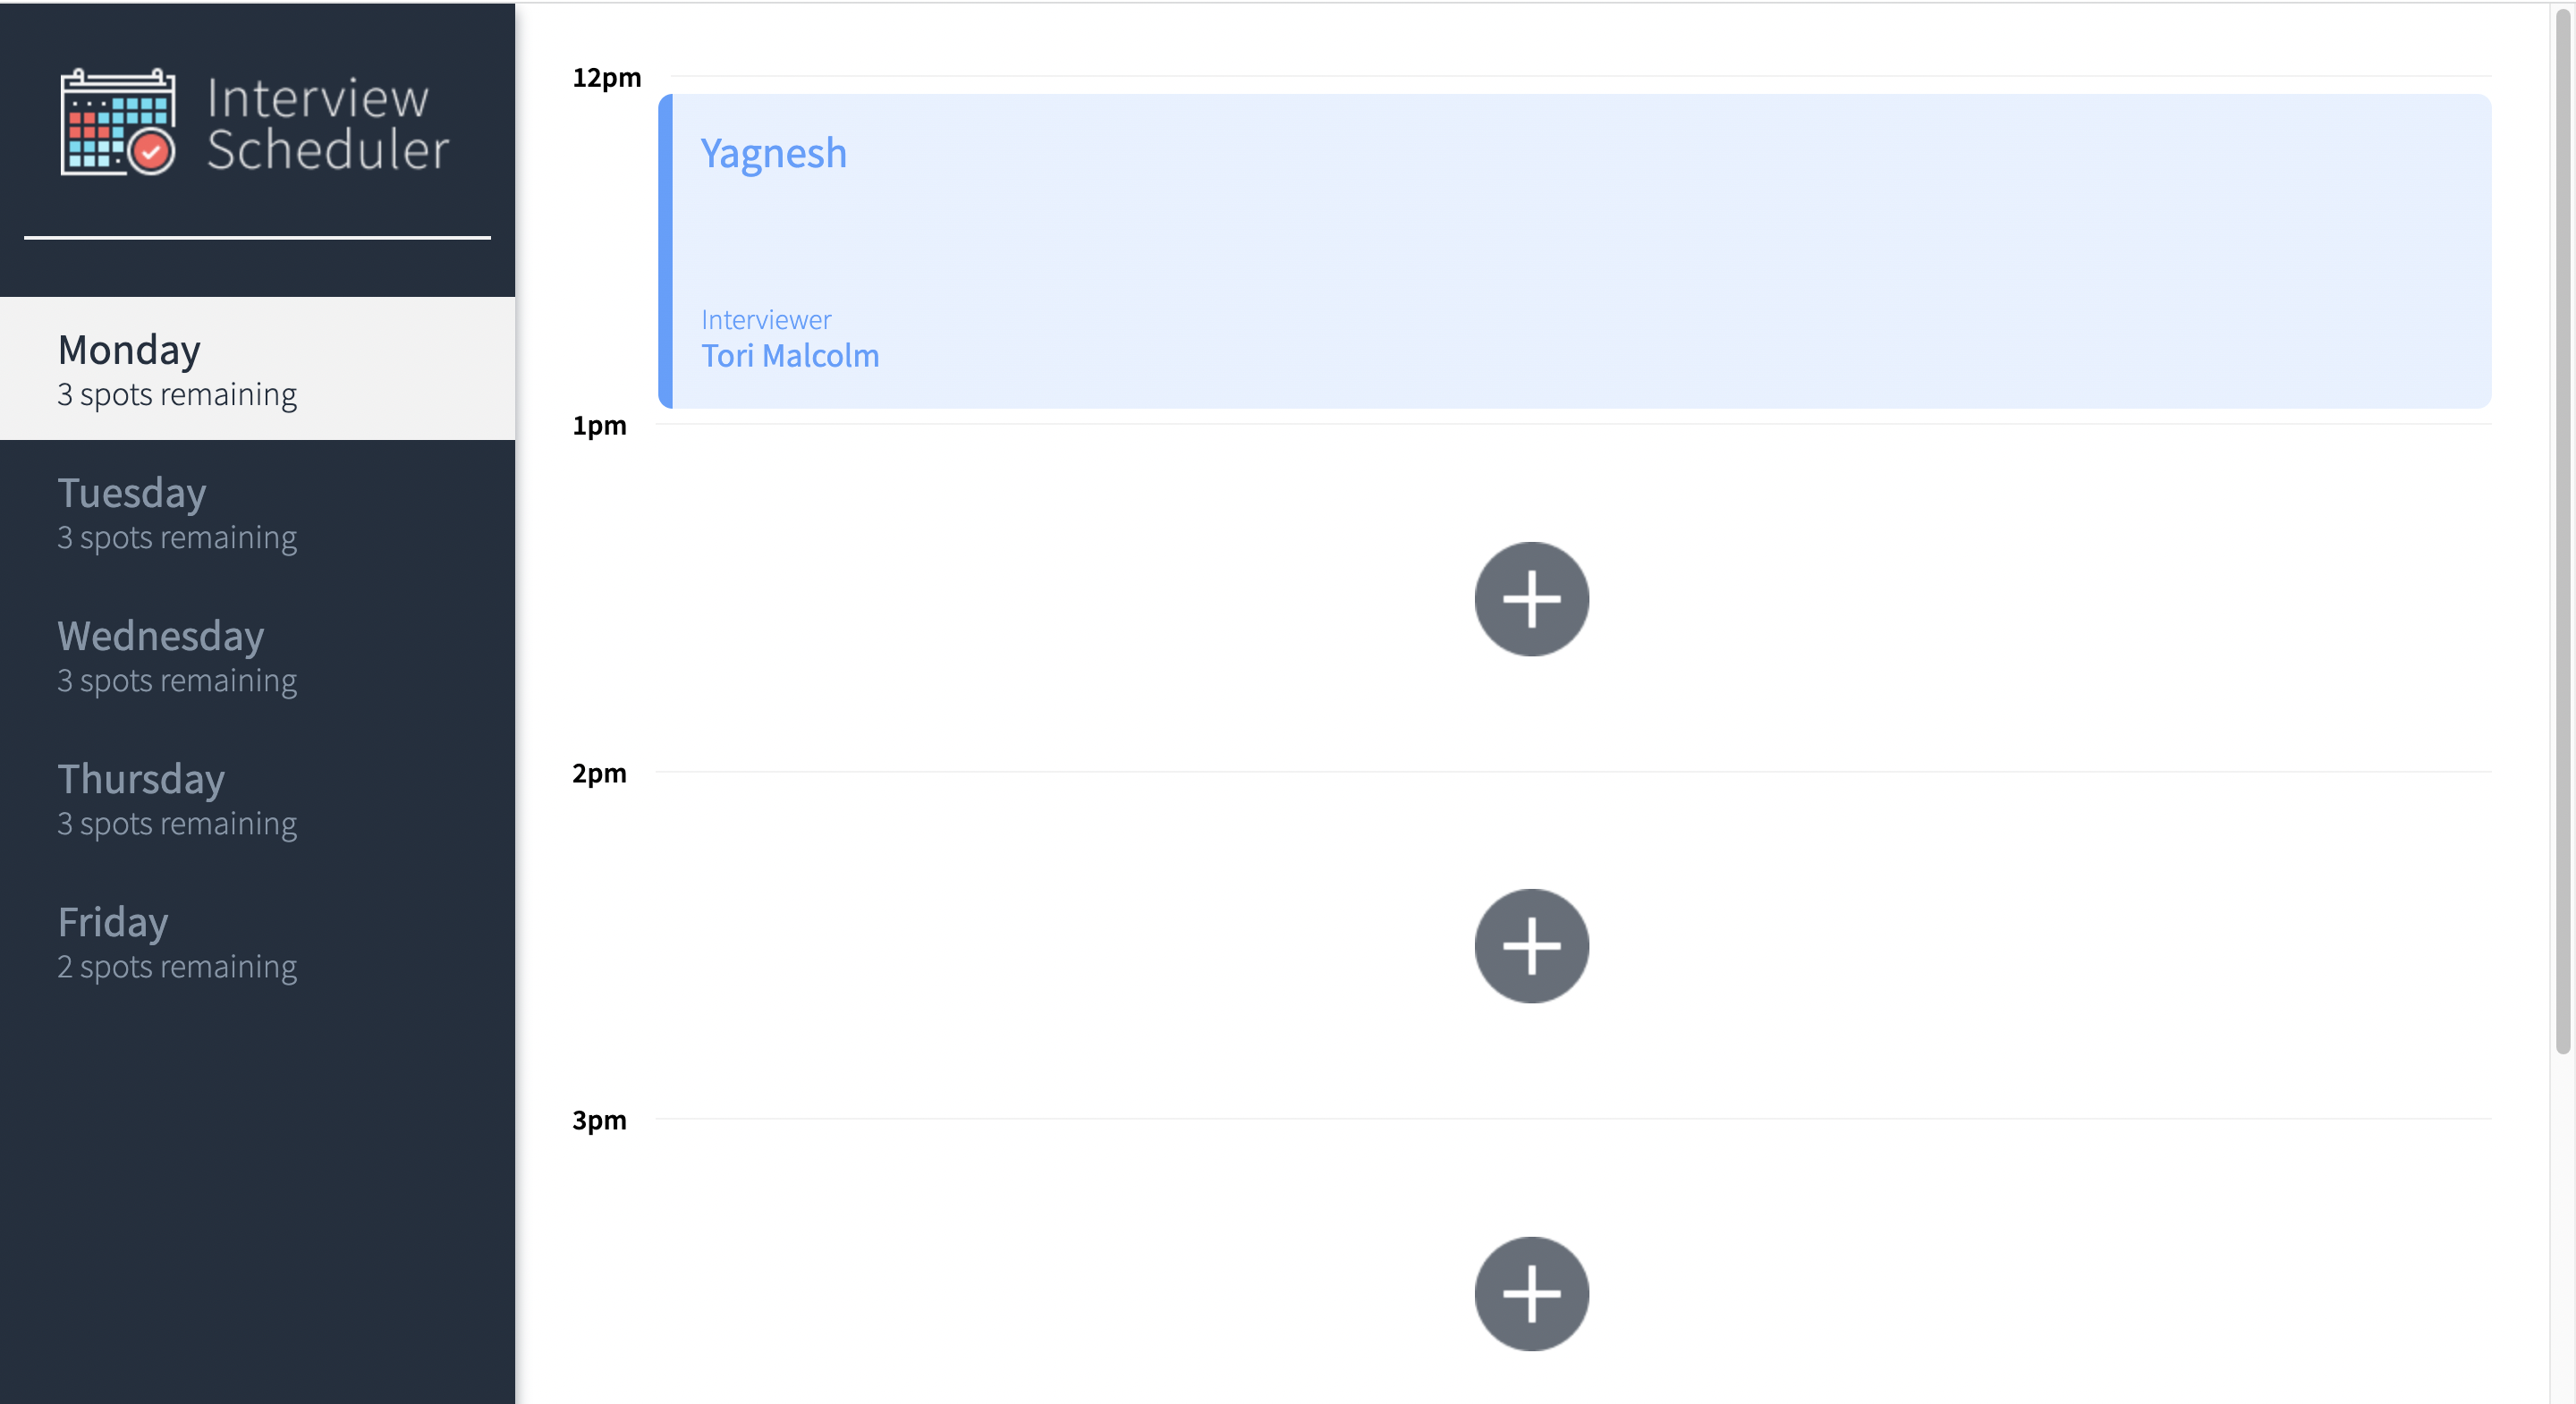 Interview
Scheduler
Monday
3 spots remaining
Tuesday
3 spots remaining
Wednesday
3 spots remaining
Thursday
3 spots remaining
Friday
2 spots remaining
12pm
Yagnesh
Interviewer
Tori Malcolm
1pm
2pm
3pm